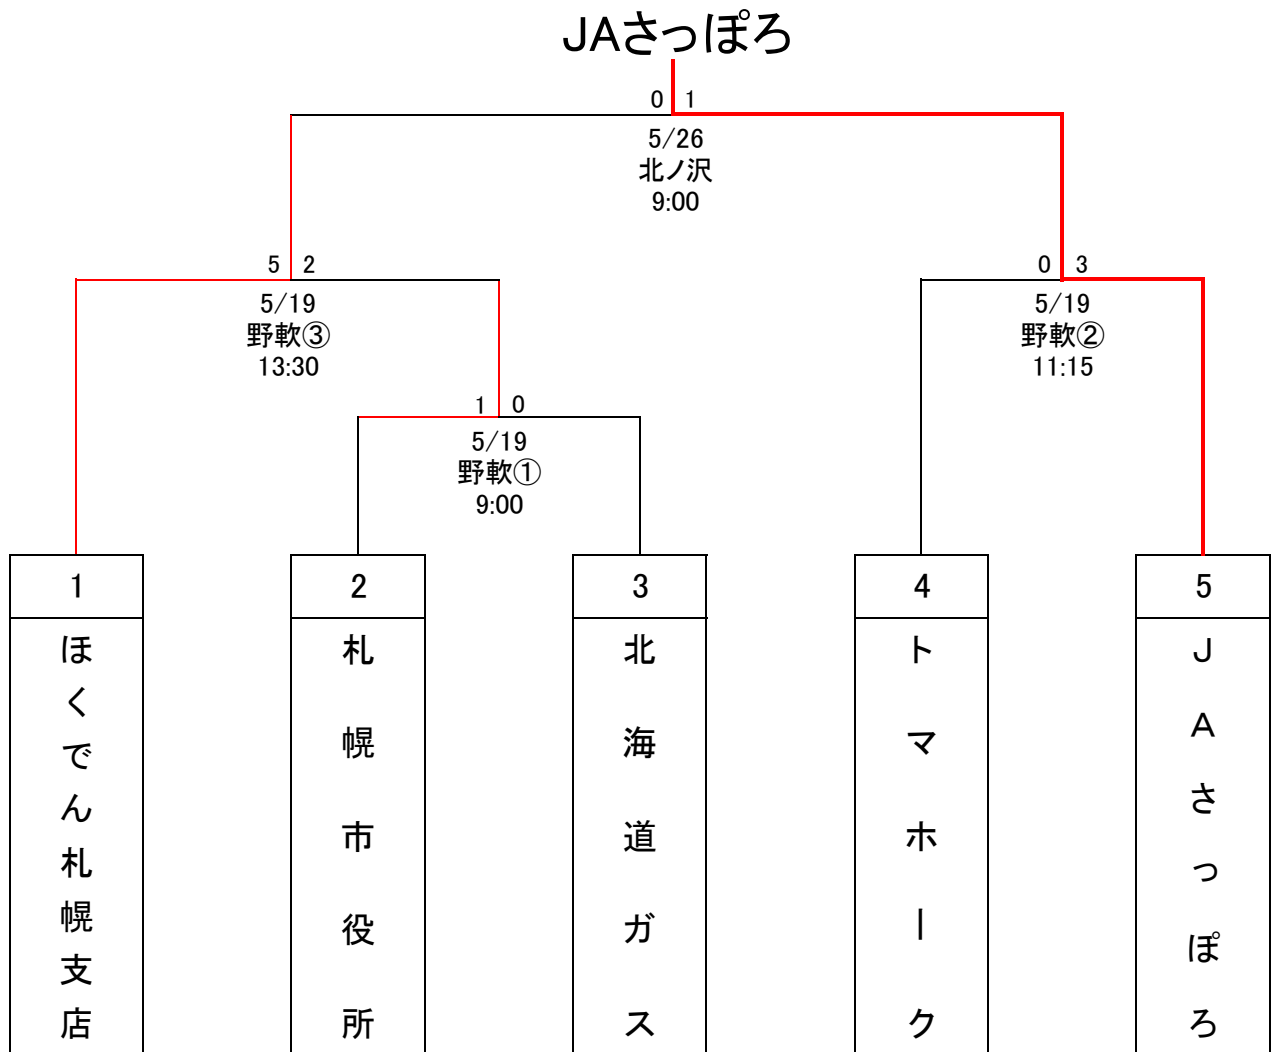 JAさっぽろ
0 1
5/26
北ノ沢
9:00
5 2
5/19
野軟③
13:30
0 3
5/19
野軟②
11:15
1 0
5/19
野軟①
9:00
1
ほくでん札幌支店
2
札幌市役所
3
北海道ガス
4
トマホーク
5
JAさっぽろ